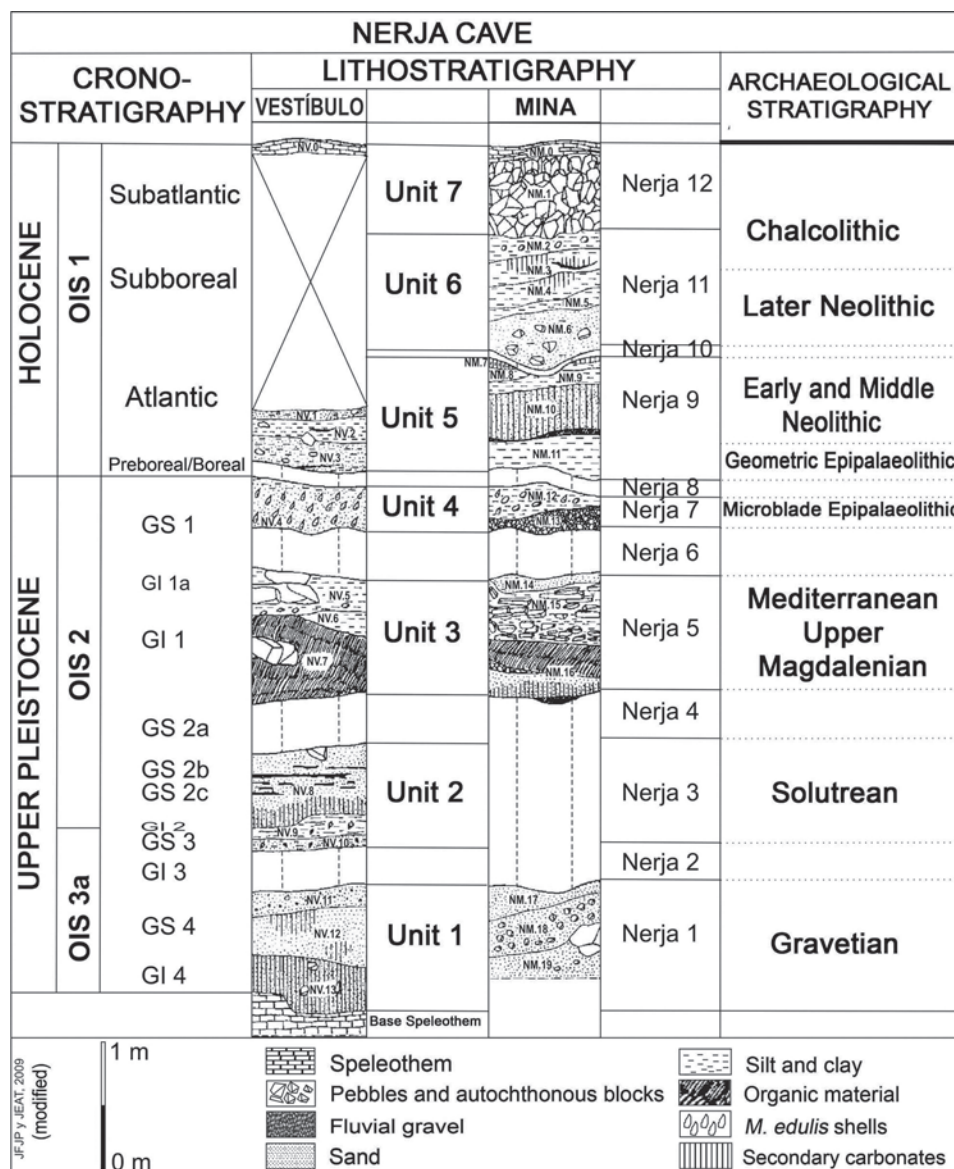 NERJA CAVE
CRONO-
STRATIGRAPHY
LITHOSTRATIGRAPHY
VESTÍBULO
MINA
ARCHAEOLOGICAL
STRATIGRAPHY
HOLOCENE
OIS 1
Subatlantic
Subboreal
Atlantic
Preboreal/Boreal
UPPPER PLEISTOCENE
OIS 2
OIS 3a
GS 1
GI 1a
GI 1
GS 2a
GS 2b
GS 2c
GI 2
GS 3
GI 3
GS 4
GI 4
NV.0
NV.1
NV.2
NV.3
NV.4
NV.5
NV.6
NV.7
NV.8
NV.9
NV.10
NV.11
NV.12
NV.13
Unit 7
Unit 6
Unit 5
Unit 4
Unit 3
Unit 2
Unit 1
Base Speleothem
NM.0
NM.1
NM.2
NM.3
NM.4
NM.5
NM.6
NM.7
NM.8
NM.9
NM.10
NM.11
NM.12
NM.13
NM.14
NM.15
NM.16
NM.17
NM.18
NM.19
Nerja 12
Nerja 11
Nerja 10
Nerja 9
Nerja 8
Nerja 7
Nerja 6
Nerja 5
Nerja 4
Nerja 3
Nerja 2
Nerja 1
Chalcolithic
Later Neolithic
Early and Middle
Neolithic
Geometric Epipalaeolithic
Microblade Epipalaeolithic
Mediterranean
Upper
Magdalenian
Solutrean
Gravetian
JFJP y JEAT, 2009
(modified)
1 m
0 m
Speleothem
Pebbles and autochthonous blocks
Fluvial gravel
Sand
Silt and clay
Organic material
M. edulis shells
Secondary carbonates